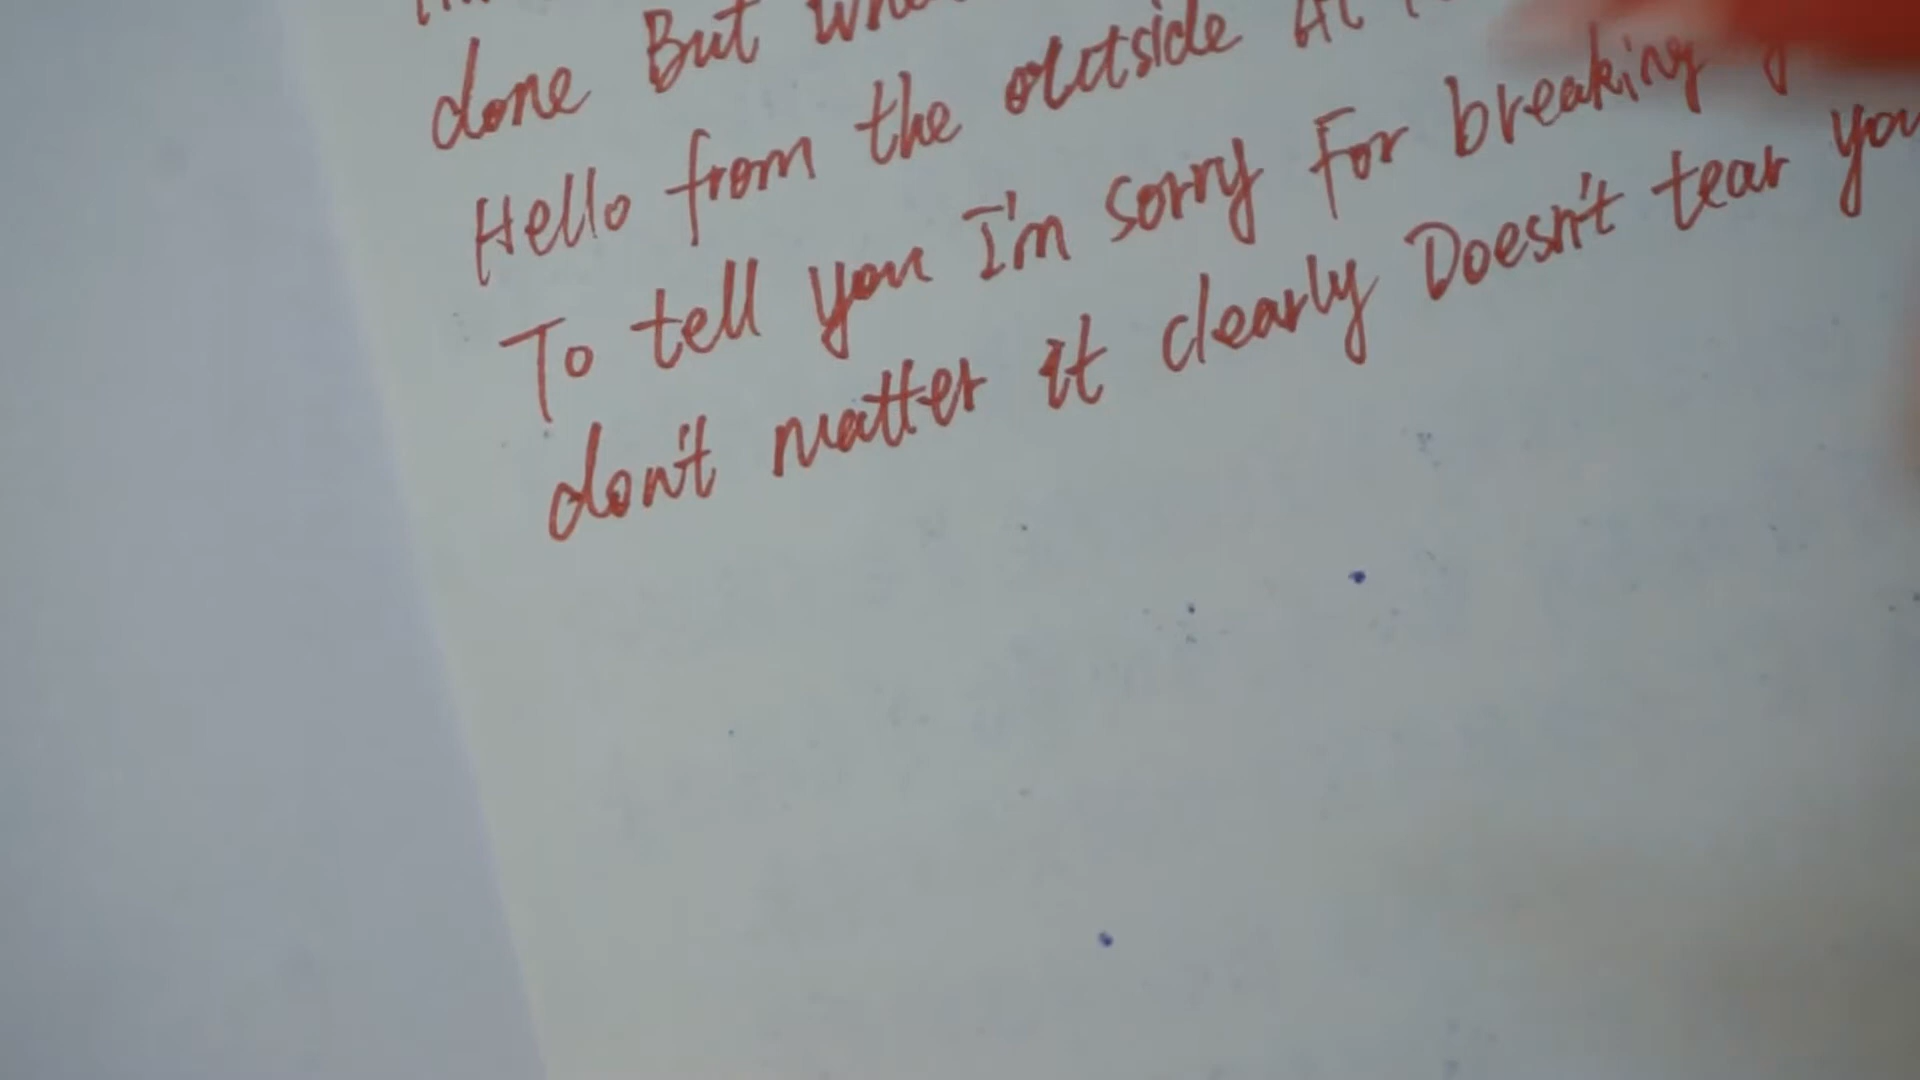 done But
Hello from the outside At
To tell you I'm sorry For breaking
don't matter it clearly Doesn't tear you